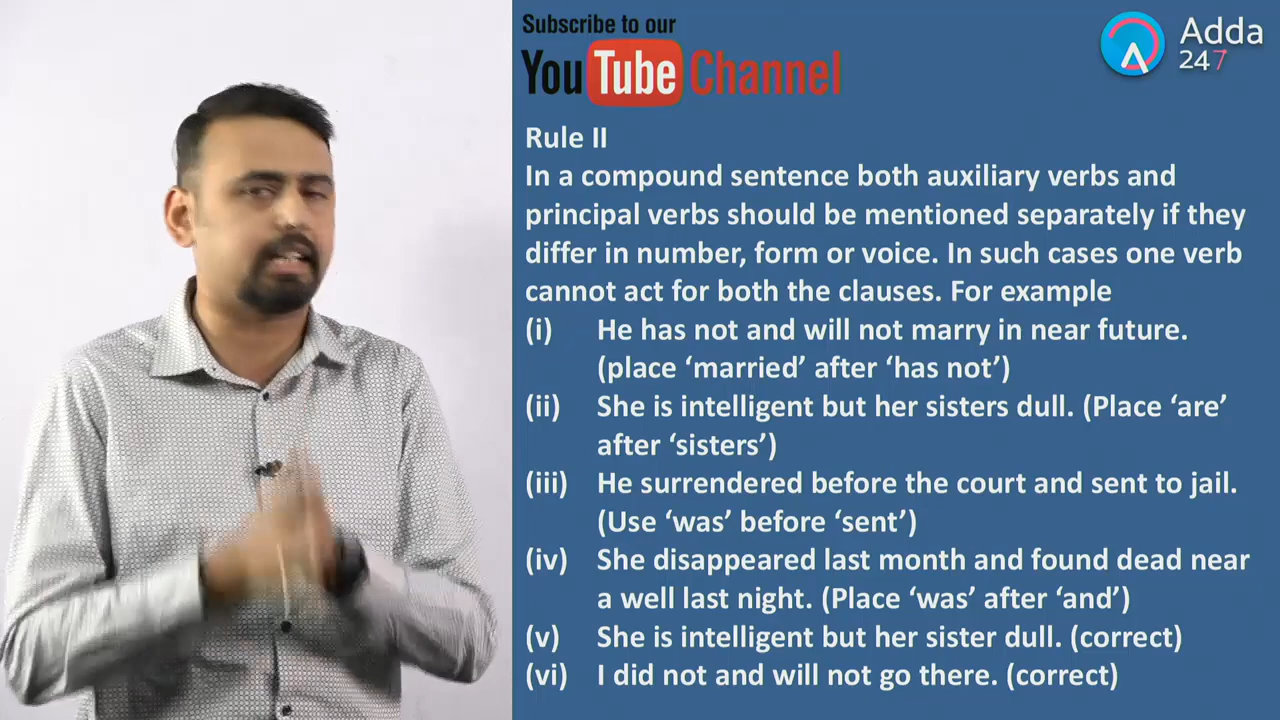 Subscribe to our
YouTube Channel
Adda
247
Rule II
In a compound sentence both auxiliary verbs and
principal verbs should be mentioned separately if they
differ in number, form or voice. In such cases one verb
cannot act for both the clauses. For example
(i) He has not and will not marry in near future.
(place ‘married’ after ‘has not’)
(ii) She is intelligent but her sisters dull. (Place ‘are’
after ‘sisters’)
(iii) He surrendered before the court and sent to jail.
(Use ‘was’ before ‘sent’)
(iv) She disappeared last month and found dead near
a well last night. (Place ‘was’ after ‘and’)
(v) She is intelligent but her sister dull. (correct)
(vi) I did not and will not go there. (correct)